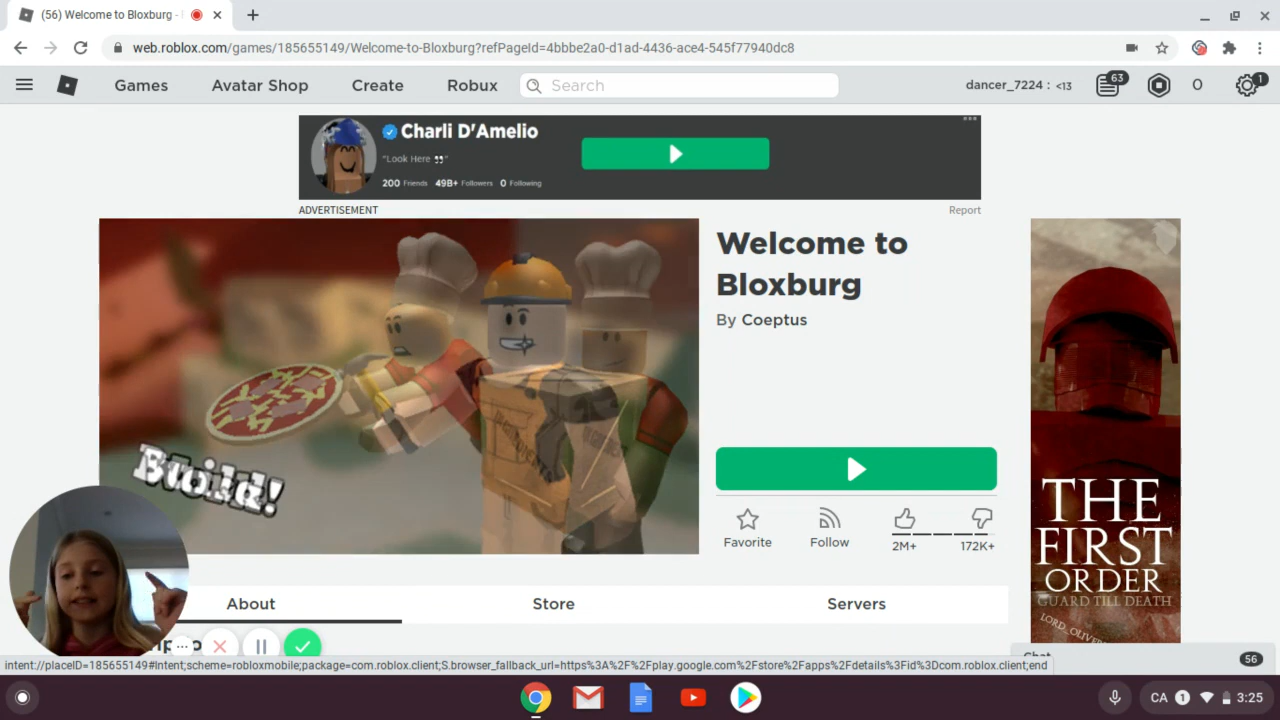 (56) Welcome to Bloxburg -
web.roblox.com/games/185655149/Welcome-to-Bloxburg?refPageId=4bbbe2a0-d1ad-4436-ace4-545f77940dc8
Games
Avatar Shop
Create
Robux
Search
dancer_7224 : <13
63
0
1
Charli D'Amelio
"Look Here 👀"
200 Friends 49B+ Followers 0 Following
ADVERTISEMENT
Report
Welcome to
Bloxburg
By Coeptus
Favorite
Follow
2M+
172K+
THE
FIRST
ORDER
GUARD TILL DEATH
About
Store
Servers
Chat
56
intent://placeID=185655149#Intent;scheme=robloxmobile;package=com.roblox.client;S.browser_fallback_url=https%3A%2F%2Fplay.google.com%2Fstore%2Fapps%2Fdetails%3Fid%3Dcom.roblox.client;end
CA
1
3:25